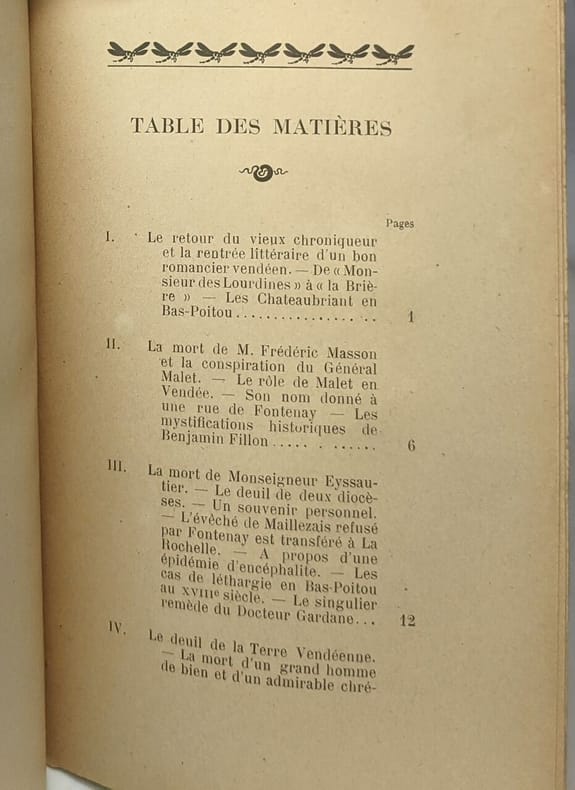 TABLE DES MATIÈRES
Pages
I. Le retour du vieux chroniqueur
et la rentrée littéraire d'un bon
romancier vendéen. — De « Mon-
sieur des Lourdines » à « la Briè-
re » — Les Chateaubriant en
Bas-Poitou................ .. 1
II. La mort de M. Frédéric Masson
et la conspiration du Général
Malet. — Le rôle de Malet en
Vendée. — Son nom donné à
une rue de Fontenay — Les
mystifications historiques de
Benjamin Fillon ..... . ...... 6
III. La mort de Monseigneur Eyssau-
tier. — Le deuil de deux diocè-
ses. — Un souvenir personnel.
— L'évêché de Maillezais refusé
par Fontenay est transféré à La
Rochelle. — A propos d'une
épidémie d'encéphalite. — Les
cas de léthargie en Bas-Poitou
au XVIIIe siècle. — Le singulier
remède du Docteur Gardane... 12
IV. Le deuil de la Terre Vendéenne.
— La mort d'un grand homme
de bien et d'un admirable chré-